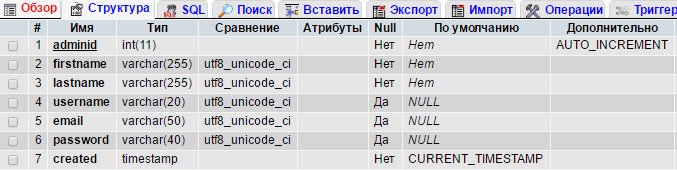 Обзор Структура SQL Поиск Вставить Экспорт Импорт Операции Триггер
# Имя Тип Сравнение Атрибуты Null По умолчанию Дополнительно
1 adminid int(11) Нет Нет AUTO_INCREMENT
2 firstname varchar(255) utf8_unicode_ci Нет Нет
3 lastname varchar(255) utf8_unicode_ci Нет Нет
4 username varchar(20) utf8_unicode_ci Да NULL
5 email varchar(50) utf8_unicode_ci Да NULL
6 password varchar(40) utf8_unicode_ci Да NULL
7 created timestamp Нет CURRENT_TIMESTAMP